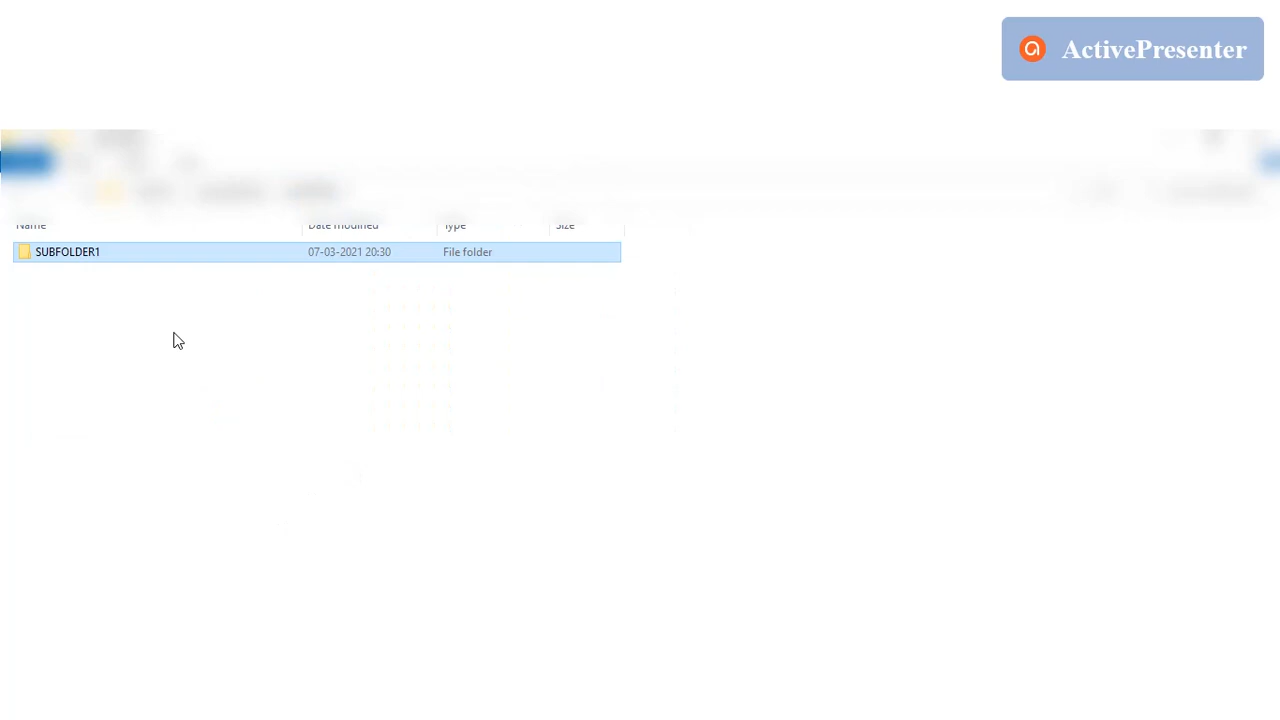 ActivePresenter
Name Date modified Type Size
SUBFOLDER1 07-03-2021 20:30 File folder